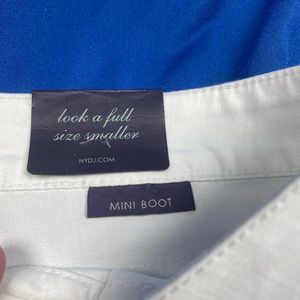 look a full
size smaller
NYDJ.COM
MINI BOOT